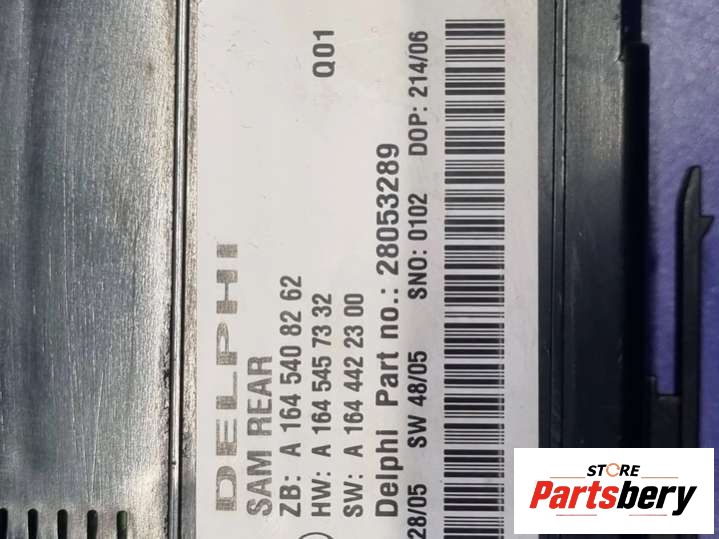 DELPHI
SAM REAR
ZB: A 164 540 82 62
HW: A 164 545 73 32
SW: A 164 442 23 00
Q01
Delphi Part no.: 28053289
28/05 SW 48/05 SNO: 0102 DOP: 214/06
STORE
Partsbery